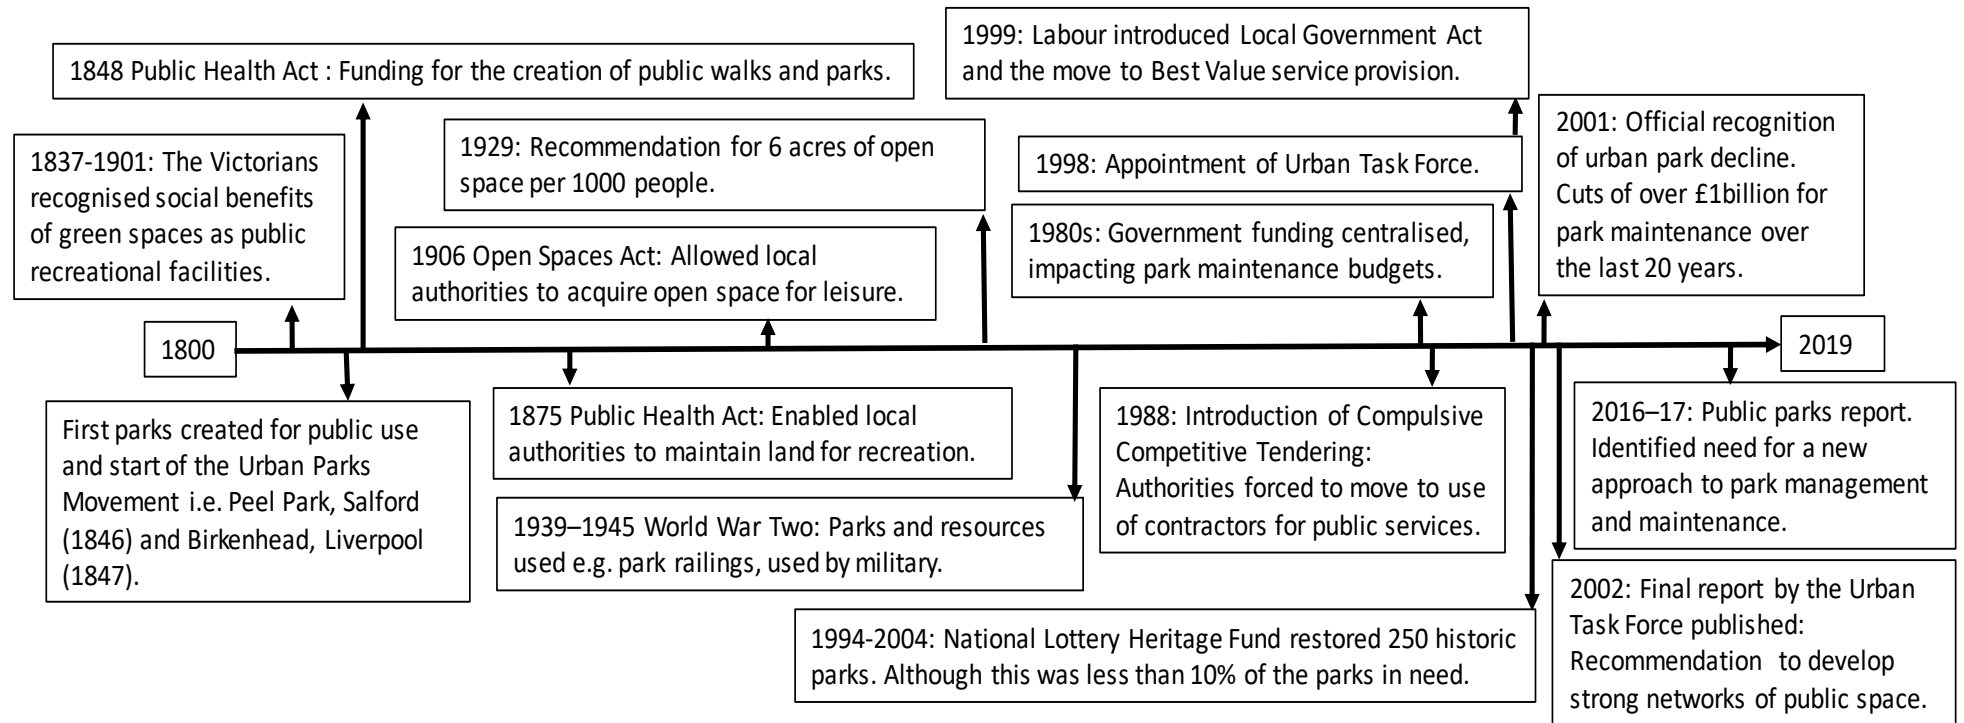 1848 Public Health Act : Funding for the creation of public walks and parks.
1837-1901: The Victorians
recognised social benefits
of green spaces as public
recreational facilities.
1929: Recommendation for 6 acres of open
space per 1000 people.
1906 Open Spaces Act: Allowed local
authorities to acquire open space for leisure.
1999: Labour introduced Local Government Act
and the move to Best Value service provision.
1998: Appointment of Urban Task Force.
1980s: Government funding centralised,
impacting park maintenance budgets.
2001: Official recognition
of urban park decline.
Cuts of over £1billion for
park maintenance over
the last 20 years.
1800
2019
First parks created for public use
and start of the Urban Parks
Movement i.e. Peel Park, Salford
(1846) and Birkenhead, Liverpool
(1847).
1875 Public Health Act: Enabled local
authorities to maintain land for recreation.
1939–1945 World War Two: Parks and resources
used e.g. park railings, used by military.
1988: Introduction of Compulsive
Competitive Tendering:
Authorities forced to move to use
of contractors for public services.
1994-2004: National Lottery Heritage Fund restored 250 historic
parks. Although this was less than 10% of the parks in need.
2016–17: Public parks report.
Identified need for a new
approach to park management
and maintenance.
2002: Final report by the Urban
Task Force published:
Recommendation to develop
strong networks of public space.